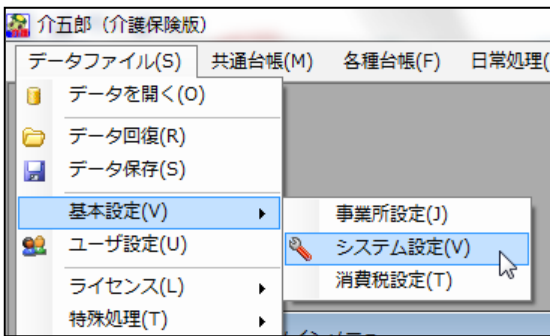 介五郎（介護保険版）
データファイル(S) 共通台帳(M) 各種台帳(F) 日常処理(
データを開く(O)
データ回復(R)
データ保存(S)
基本設定(V)
事業所設定(J)
ユーザ設定(U)
システム設定(V)
ライセンス(L)
消費税設定(T)
特殊処理(T)